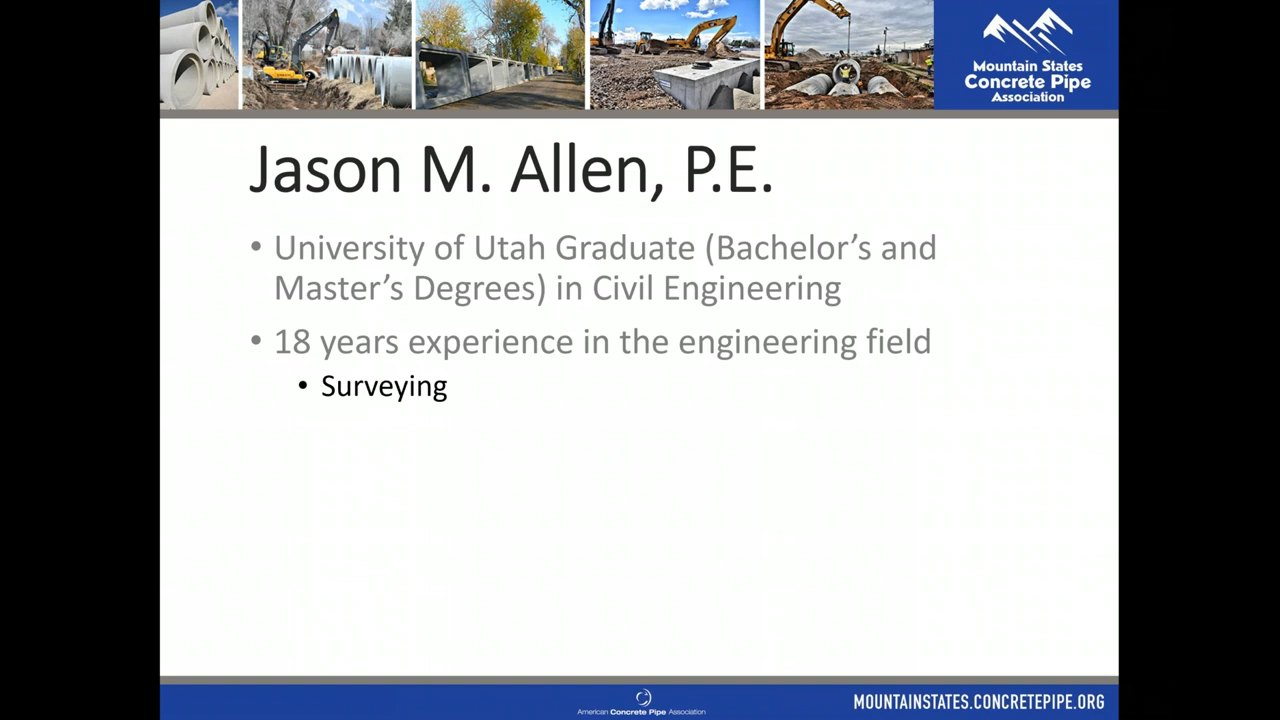 Mountain States
Concrete Pipe
Association
Jason M. Allen, P.E.
• University of Utah Graduate (Bachelor’s and
Master’s Degrees) in Civil Engineering
• 18 years experience in the engineering field
• Surveying
American Concrete Pipe Association
MOUNTAINSTATES.CONCRETEPIPE.ORG